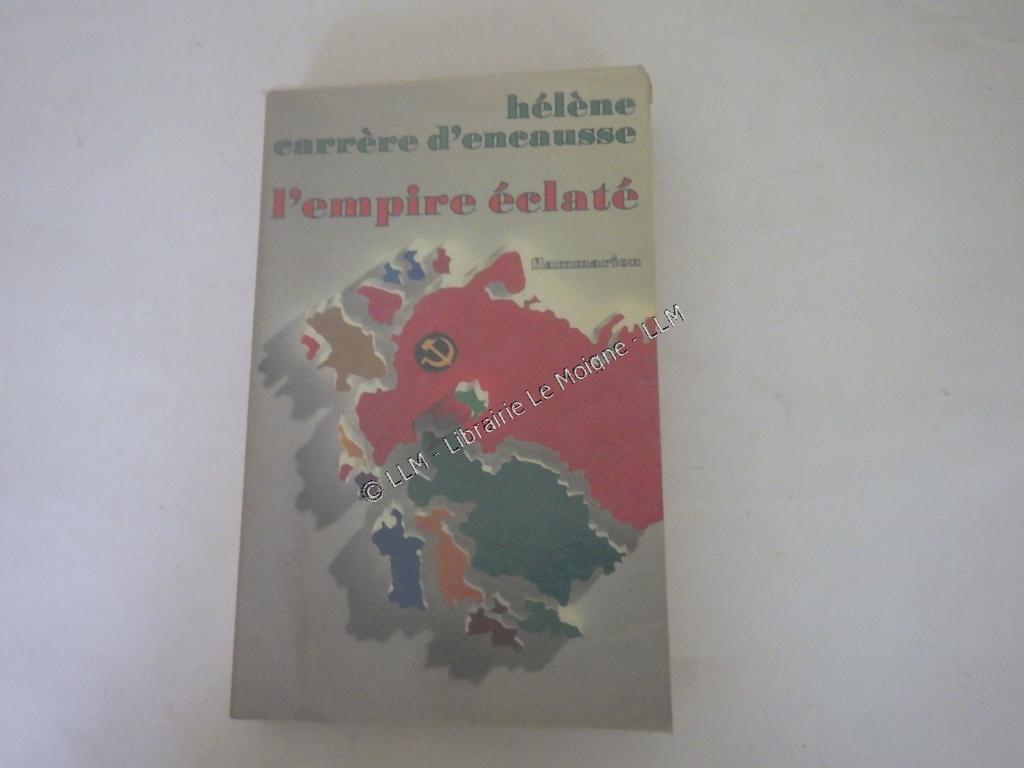 hélène
carrère d'encausse
l'empire éclaté
flammarion
© LLM - Librairie Le Moigne - LLM